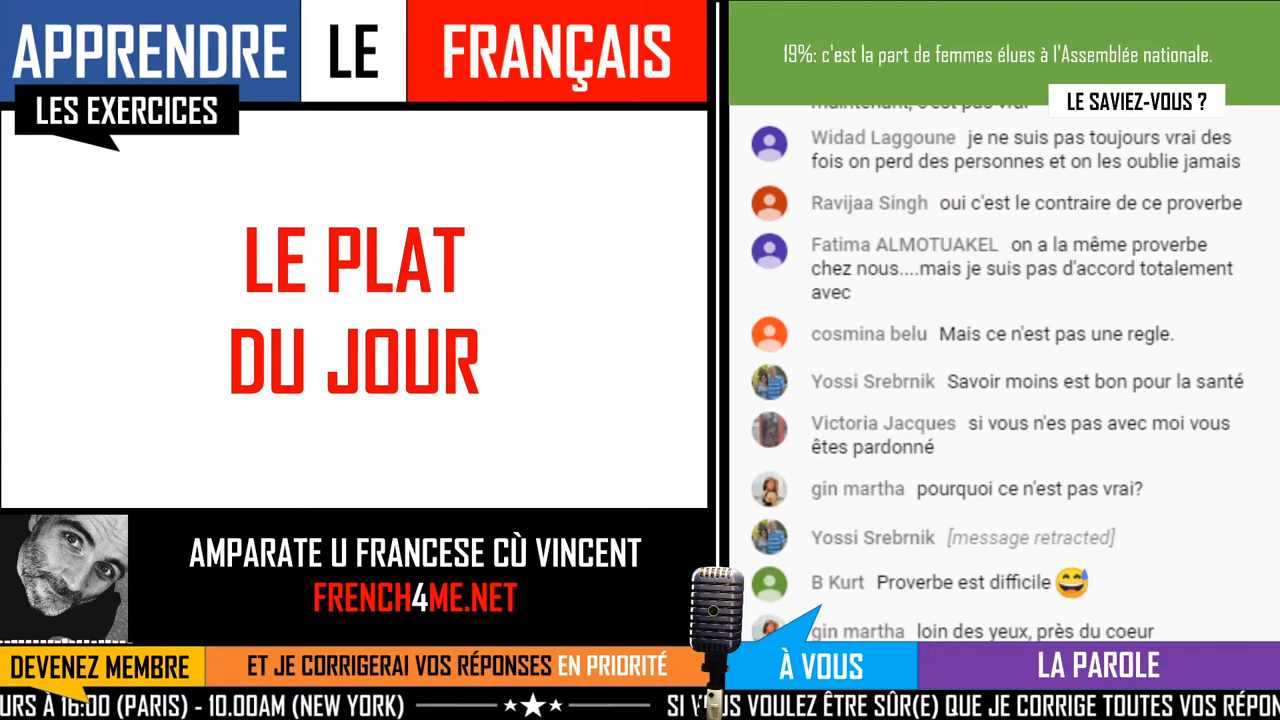 APPRENDRE LE FRANÇAIS
LES EXERCICES
LE PLAT
DU JOUR
AMPARATE U FRANCESE CÙ VINCENT
FRENCH4ME.NET
19%: c'est la part de femmes élues à l'Assemblée nationale.
LE SAVIEZ-VOUS ?
maintenant, c'est pas vrai
Widad Laggoune je ne suis pas toujours vrai des
fois on perd des personnes et on les oublie jamais
Ravijaa Singh oui c'est le contraire de ce proverbe
Fatima ALMOTUAKEL on a la même proverbe
chez nous....mais je suis pas d'accord totalement
avec
cosmina belu Mais ce n'est pas une regle.
Yossi Srebrnik Savoir moins est bon pour la santé
Victoria Jacques si vous n'es pas avec moi vous
êtes pardonné
gin martha pourquoi ce n'est pas vrai?
Yossi Srebrnik [message retracted]
B Kurt Proverbe est difficile 😅
gin martha loin des yeux, près du coeur
DEVENEZ MEMBRE ET JE CORRIGERAI VOS RÉPONSES EN PRIORITÉ
À VOUS LA PAROLE
URS À 16:00 (PARIS) - 10.00AM (NEW YORK) SI VOUS VOULEZ ÊTRE SÛR(E) QUE JE CORRIGE TOUTES VOS RÉPON